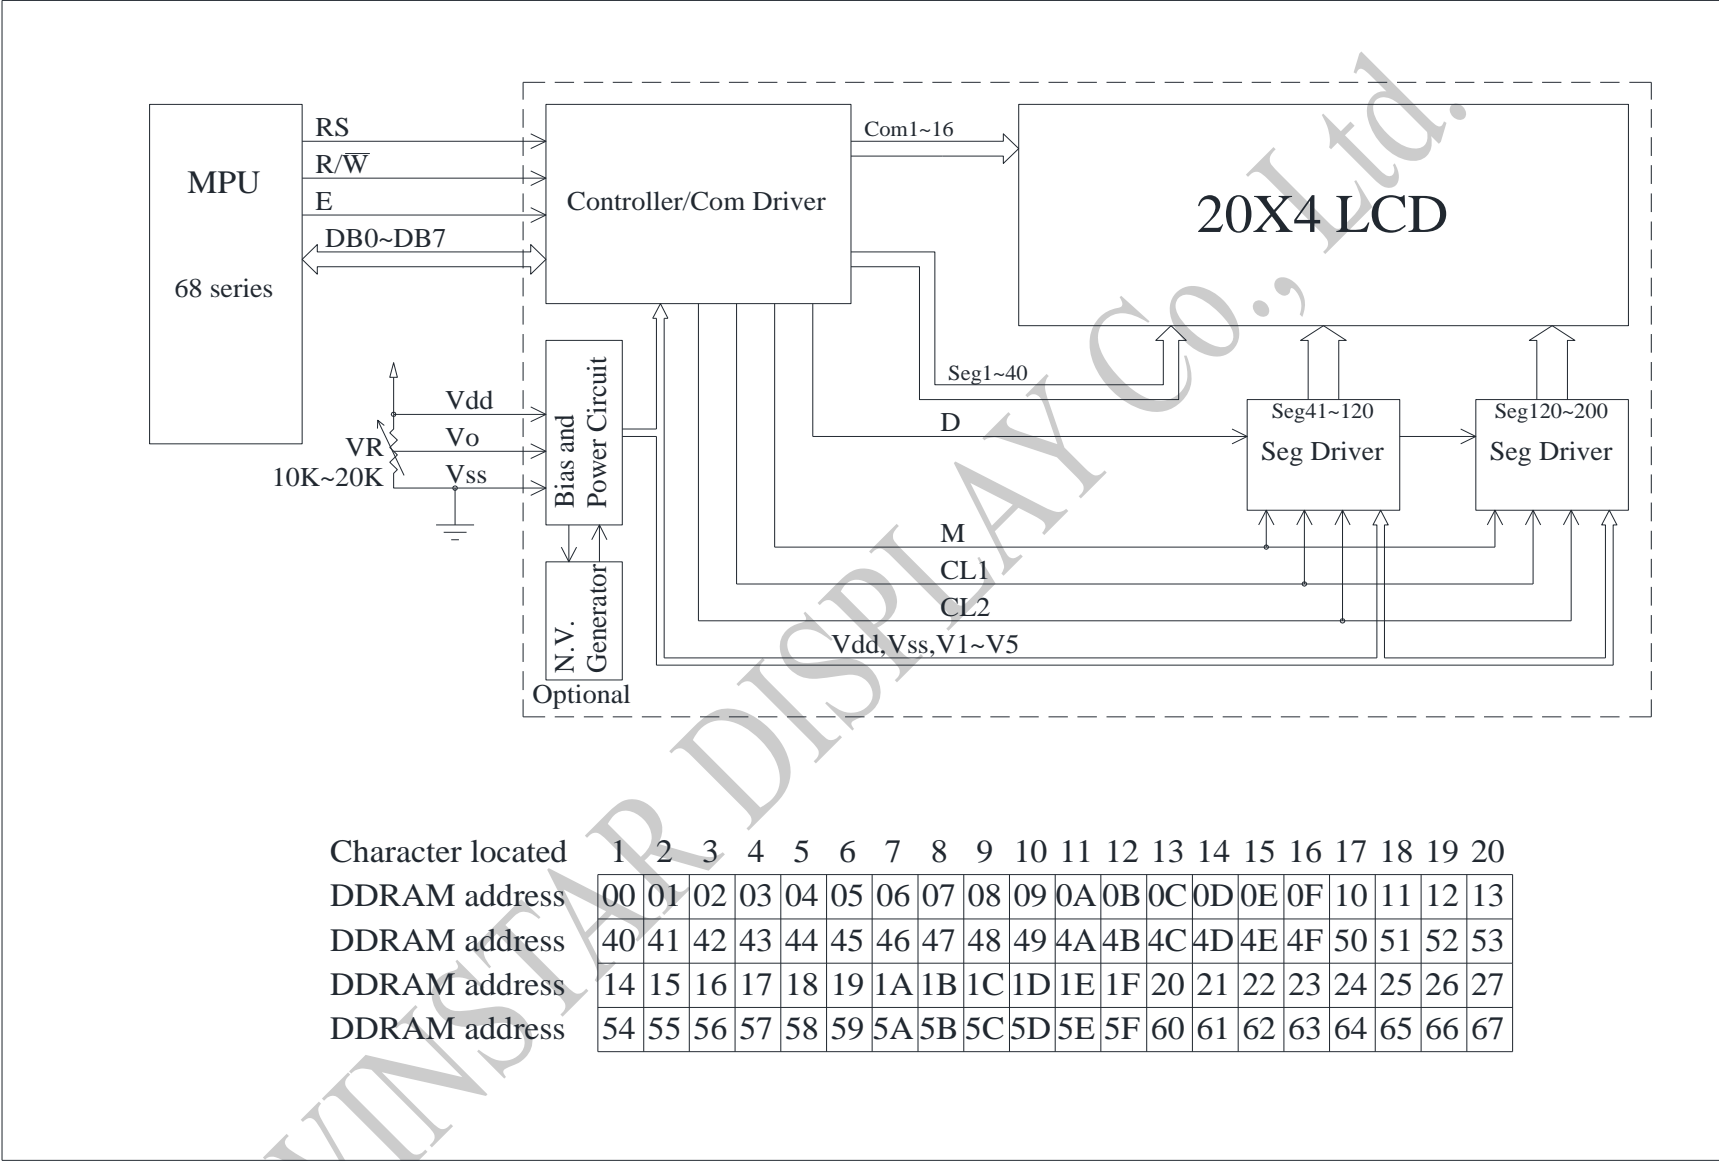 RS
R/W̅
E
DB0~DB7
MPU
68 series
Controller/Com Driver
Com1~16
20X4 LCD
Seg1~40
D
Seg41~120
Seg Driver
Seg120~200
Seg Driver
Vdd
Vo
Vss
VR
10K~20K
Bias and
Power Circuit
N.V.
Generator
Optional
M
CL1
CL2
Vdd,Vss,V1~V5
Character located 1 2 3 4 5 6 7 8 9 10 11 12 13 14 15 16 17 18 19 20
DDRAM address 00 01 02 03 04 05 06 07 08 09 0A 0B 0C 0D 0E 0F 10 11 12 13
DDRAM address 40 41 42 43 44 45 46 47 48 49 4A 4B 4C 4D 4E 4F 50 51 52 53
DDRAM address 14 15 16 17 18 19 1A 1B 1C 1D 1E 1F 20 21 22 23 24 25 26 27
DDRAM address 54 55 56 57 58 59 5A 5B 5C 5D 5E 5F 60 61 62 63 64 65 66 67
VINSTAR DISPLAY Co., Ltd.